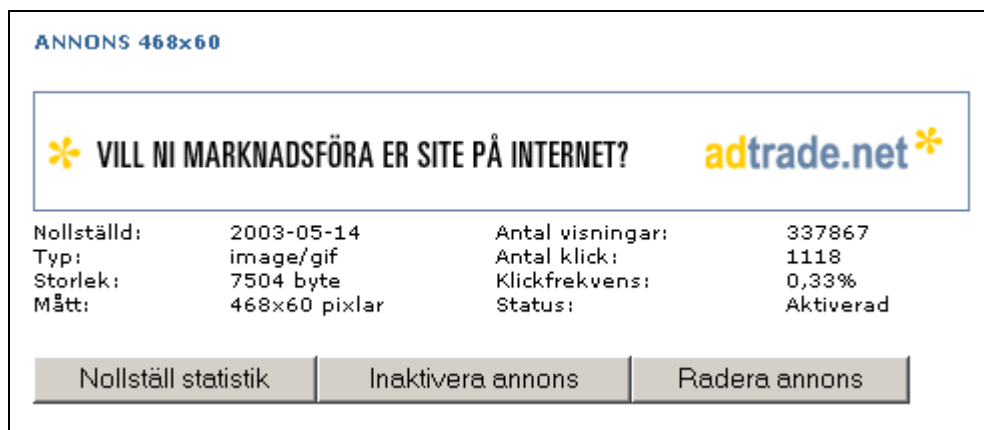 ANNONS 468x60
* VILL NI MARKNADSFÖRA ER SITE PÅ INTERNET? adtrade.net*
Nollställd: 2003-05-14 Antal visningar: 337867
Typ: image/gif Antal klick: 1118
Storlek: 7504 byte Klickfrekvens: 0,33%
Mått: 468x60 pixlar Status: Aktiverad
Nollställ statistik Inaktivera annons Radera annons